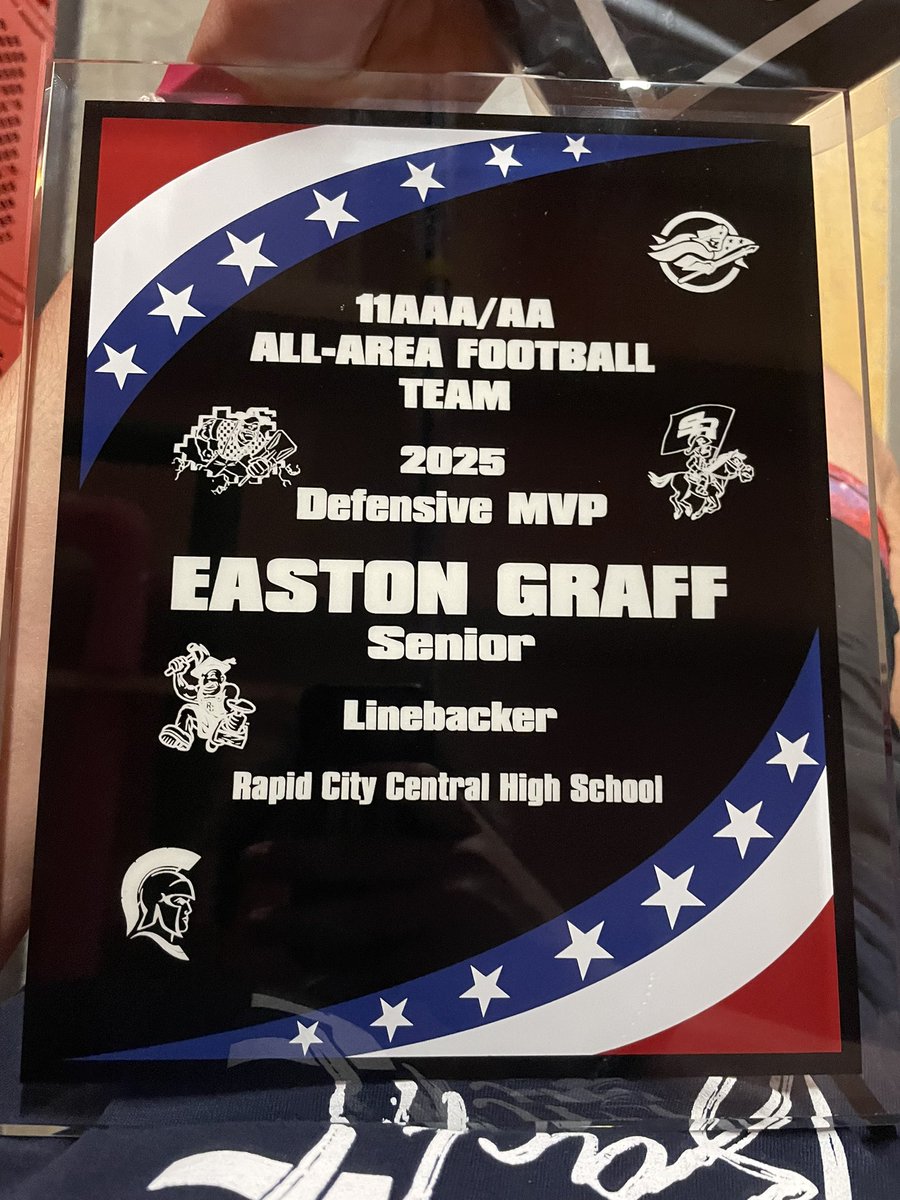 11AAA/AA
ALL-AREA FOOTBALL
TEAM
2025
Defensive MVP
EASTON GRAFF
Senior
Linebacker
Rapid City Central High School